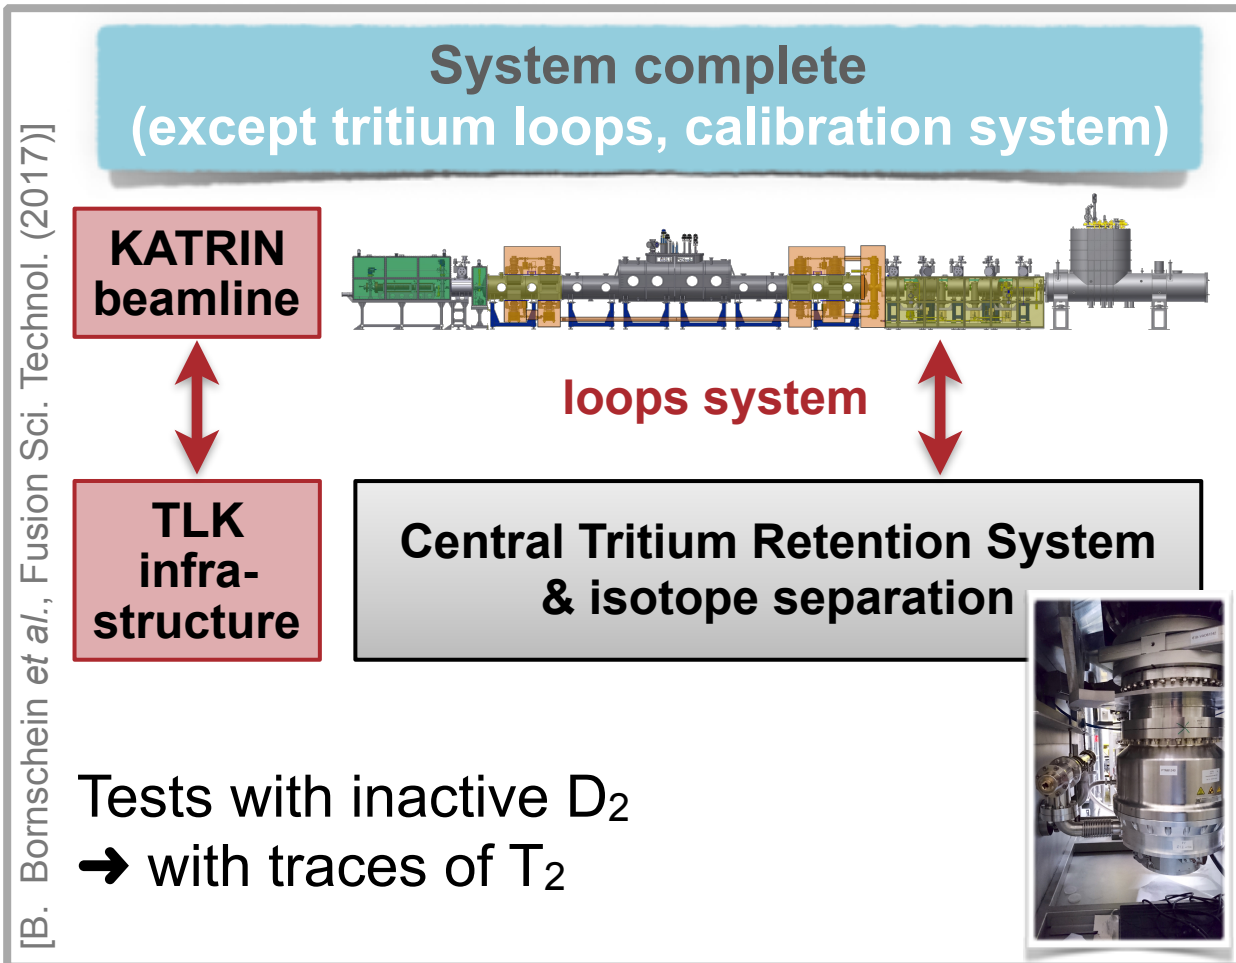 System complete
(except tritium loops, calibration system)
[B. Bornschein et al., Fusion Sci. Technol. (2017)]
KATRIN
beamline
loops system
TLK
infra-
structure
Central Tritium Retention System
& isotope separation
Tests with inactive D₂
➜ with traces of T₂